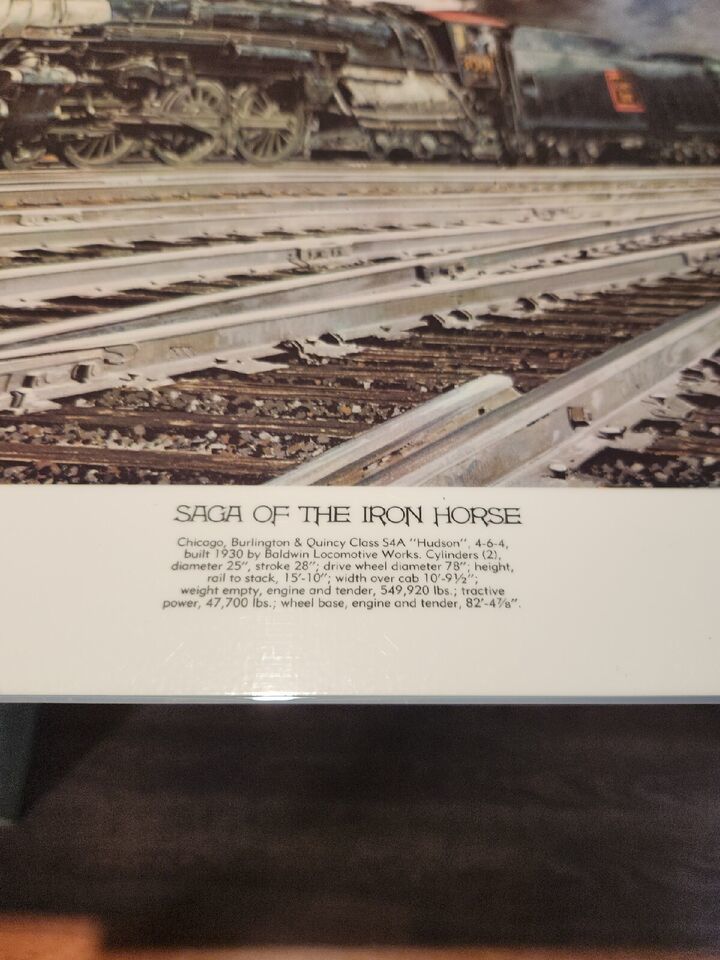 SAGA OF THE IRON HORSE
Chicago, Burlington & Quincy Class S4A "Hudson", 4-6-4,
built 1930 by Baldwin Locomotive Works. Cylinders (2),
diameter 25", stroke 28"; drive wheel diameter 78"; height,
rail to stack, 15'-10"; width over cab 10'-9½";
weight empty, engine and tender, 549,920 lbs.; tractive
power, 47,700 lbs.; wheel base, engine and tender, 82'-4⅞".